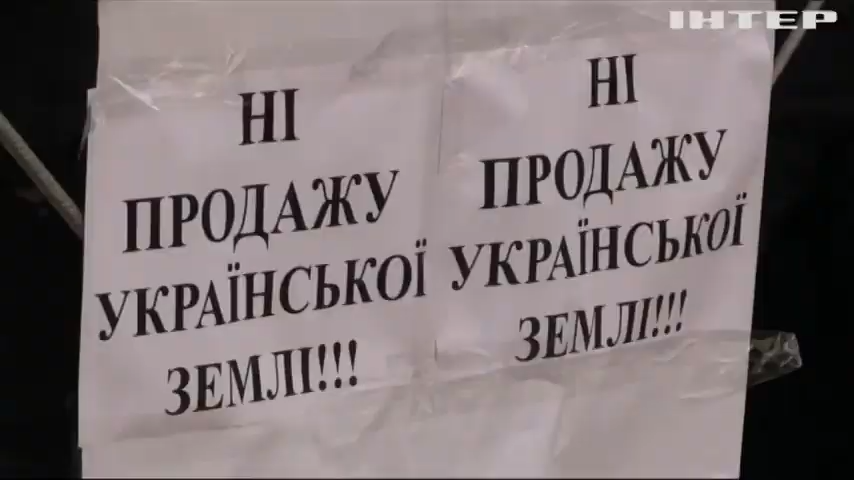 ІНТЕР
НІ
ПРОДАЖУ
УКРАЇНСЬКОЇ
ЗЕМЛІ!!!
НІ
ПРОДАЖУ
УКРАЇНСЬКОЇ
ЗЕМЛІ!!!